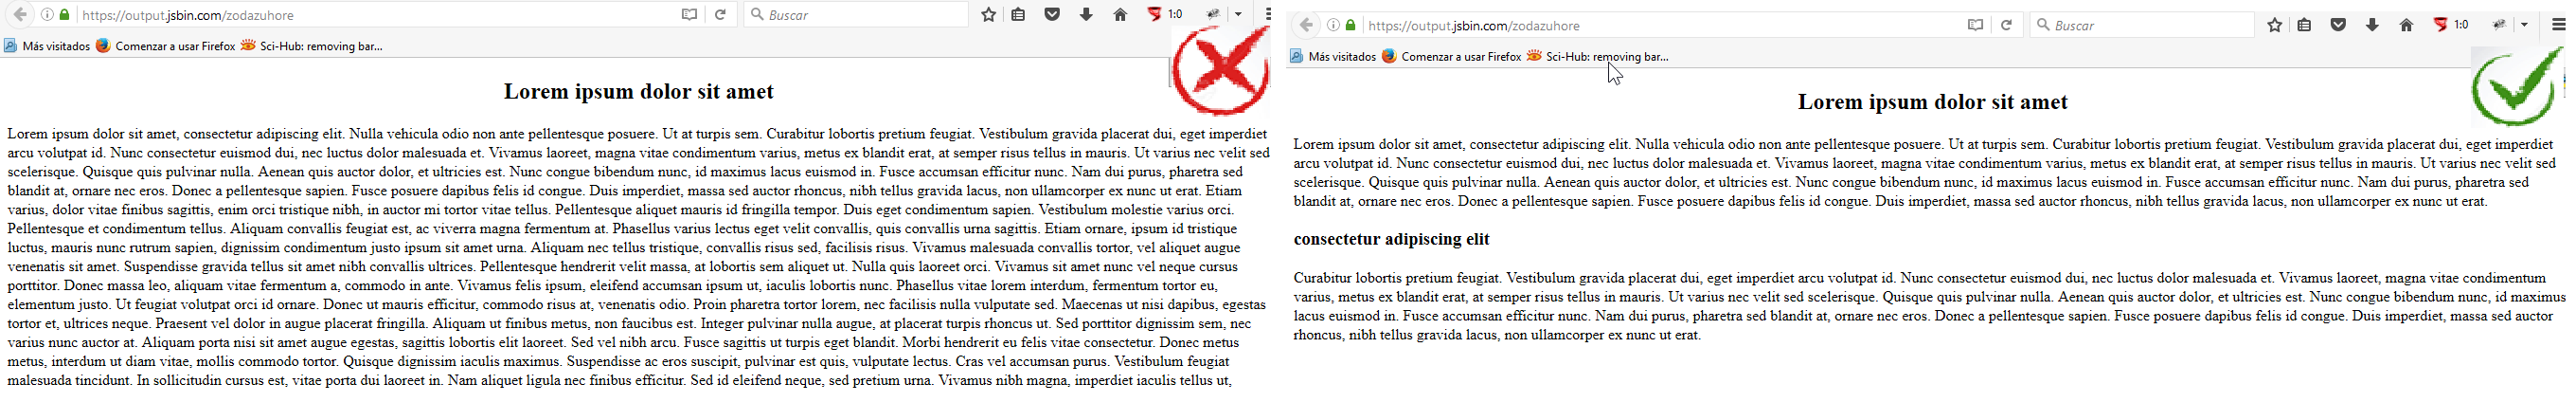 https://output.jsbin.com/zodazuhore
Buscar
1:0
Más visitados Comenzar a usar Firefox Sci-Hub: removing bar...
Lorem ipsum dolor sit amet
Lorem ipsum dolor sit amet, consectetur adipiscing elit. Nulla vehicula odio non ante pellentesque posuere. Ut at turpis sem. Curabitur lobortis pretium feugiat. Vestibulum gravida placerat dui, eget imperdiet
arcu volutpat id. Nunc consectetur euismod dui, nec luctus dolor malesuada et. Vivamus laoreet, magna vitae condimentum varius, metus ex blandit erat, at semper risus tellus in mauris. Ut varius nec velit sed
scelerisque. Quisque quis pulvinar nulla. Aenean quis auctor dolor, et ultricies est. Nunc congue bibendum nunc, id maximus lacus euismod in. Fusce accumsan efficitur nunc. Nam dui purus, pharetra sed
blandit at, ornare nec eros. Donec a pellentesque sapien. Fusce posuere dapibus felis id congue. Duis imperdiet, massa sed auctor rhoncus, nibh tellus gravida lacus, non ullamcorper ex nunc ut erat. Etiam
varius, dolor vitae finibus sagittis, enim orci tristique nibh, in auctor mi tortor vitae tellus. Pellentesque aliquet mauris id fringilla tempor. Duis eget condimentum sapien. Vestibulum molestie varius orci.
Pellentesque et condimentum tellus. Aliquam convallis feugiat est, ac viverra magna fermentum at. Phasellus varius lectus eget velit convallis, quis convallis urna sagittis. Etiam ornare, ipsum id tristique
luctus, mauris nunc rutrum sapien, dignissim condimentum justo ipsum sit amet urna. Aliquam nec tellus tristique, convallis risus sed, facilisis risus. Vivamus malesuada convallis tortor, vel aliquet augue
venenatis sit amet. Suspendisse gravida tellus sit amet nibh convallis ultrices. Pellentesque hendrerit velit massa, at lobortis sem aliquet ut. Nulla quis laoreet orci. Vivamus sit amet nunc vel neque cursus
porttitor. Donec massa leo, aliquam vitae fermentum a, commodo in ante. Vivamus felis ipsum, eleifend accumsan ipsum ut, iaculis lobortis nunc. Phasellus vitae lorem interdum, fermentum tortor eu,
elementum justo. Ut feugiat volutpat orci id ornare. Donec ut mauris efficitur, commodo risus at, venenatis odio. Proin pharetra tortor lorem, nec facilisis nulla vulputate sed. Maecenas ut nisi dapibus, egestas
tortor et, ultrices neque. Praesent vel dolor in augue placerat fringilla. Aliquam ut finibus metus, non faucibus est. Integer pulvinar nulla augue, at placerat turpis rhoncus ut. Sed porttitor dignissim sem, nec
varius nunc auctor at. Aliquam porta nisi sit amet augue egestas, sagittis lobortis elit laoreet. Sed vel nibh arcu. Fusce sagittis ut turpis eget blandit. Morbi hendrerit eu felis vitae consectetur. Donec metus
metus, interdum ut diam vitae, mollis commodo tortor. Quisque dignissim iaculis maximus. Suspendisse ac eros suscipit, pulvinar est quis, vulputate lectus. Cras vel accumsan purus. Vestibulum feugiat
malesuada tincidunt. In sollicitudin cursus est, vitae porta dui laoreet in. Nam aliquet ligula nec finibus efficitur. Sed id eleifend neque, sed pretium urna. Vivamus nibh magna, imperdiet iaculis tellus ut,
https://output.jsbin.com/zodazuhore
Buscar
1:0
Más visitados Comenzar a usar Firefox Sci-Hub: removing bar...
Lorem ipsum dolor sit amet
Lorem ipsum dolor sit amet, consectetur adipiscing elit. Nulla vehicula odio non ante pellentesque posuere. Ut at turpis sem. Curabitur lobortis pretium feugiat. Vestibulum gravida placerat dui, eget imperdiet
arcu volutpat id. Nunc consectetur euismod dui, nec luctus dolor malesuada et. Vivamus laoreet, magna vitae condimentum varius, metus ex blandit erat, at semper risus tellus in mauris. Ut varius nec velit sed
scelerisque. Quisque quis pulvinar nulla. Aenean quis auctor dolor, et ultricies est. Nunc congue bibendum nunc, id maximus lacus euismod in. Fusce accumsan efficitur nunc. Nam dui purus, pharetra sed
blandit at, ornare nec eros. Donec a pellentesque sapien. Fusce posuere dapibus felis id congue. Duis imperdiet, massa sed auctor rhoncus, nibh tellus gravida lacus, non ullamcorper ex nunc ut erat.
consectetur adipiscing elit
Curabitur lobortis pretium feugiat. Vestibulum gravida placerat dui, eget imperdiet arcu volutpat id. Nunc consectetur euismod dui, nec luctus dolor malesuada et. Vivamus laoreet, magna vitae condimentum
varius, metus ex blandit erat, at semper risus tellus in mauris. Ut varius nec velit sed scelerisque. Quisque quis pulvinar nulla. Aenean quis auctor dolor, et ultricies est. Nunc congue bibendum nunc, id maximus
lacus euismod in. Fusce accumsan efficitur nunc. Nam dui purus, pharetra sed blandit at, ornare nec eros. Donec a pellentesque sapien. Fusce posuere dapibus felis id congue. Duis imperdiet, massa sed auctor
rhoncus, nibh tellus gravida lacus, non ullamcorper ex nunc ut erat.